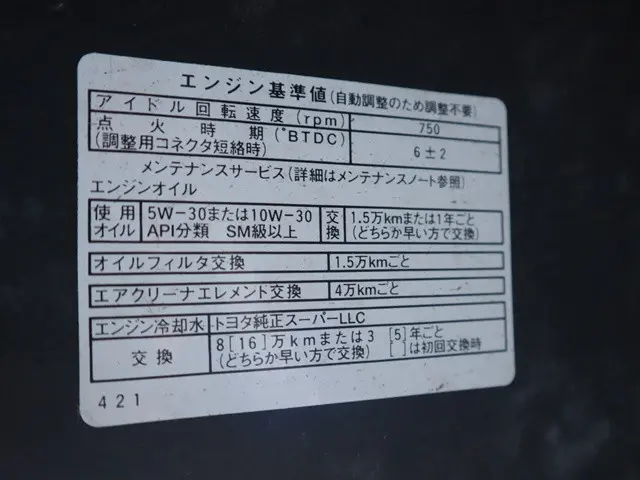 エンジン基準値(自動調整のため調整不要)
アイドル回転速度(rpm) 750
点火時期(°BTDC)
(調整用コネクタ短絡時) 6±2
メンテナンスサービス(詳細はメンテナンスノート参照)
エンジンオイル
使用 5W-30または10W-30 交 1.5万kmまたは1年ごと
オイル API分類 SM級以上 換 (どちらか早い方で交換)
オイルフィルタ交換 1.5万kmごと
エアクリーナエレメント交換 4万kmごと
エンジン冷却水 トヨタ純正スーパーLLC
交換 8[16]万kmまたは3[5]年ごと
(どちらか早い方で交換) [ ]は初回交換時
421